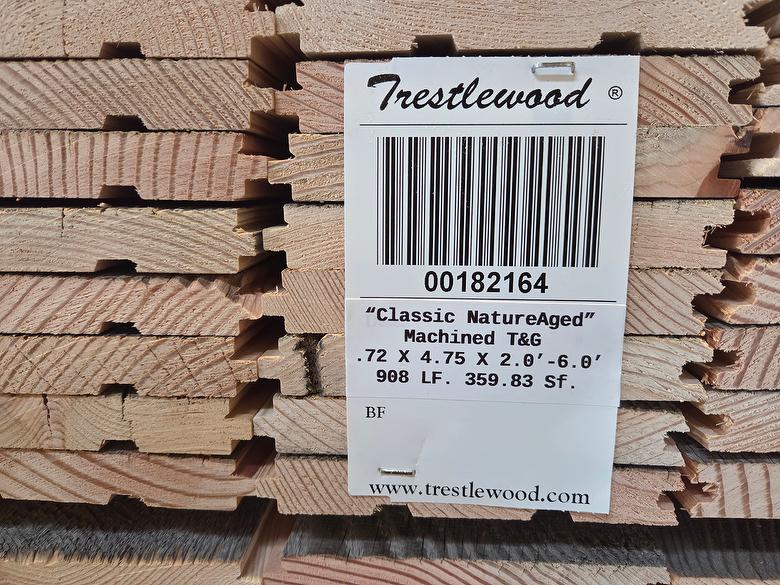 Trestlewood ®
00182164
“Classic NatureAged”
Machined T&G
.72 X 4.75 X 2.0’-6.0’
908 LF. 359.83 Sf.
BF
www.trestlewood.com